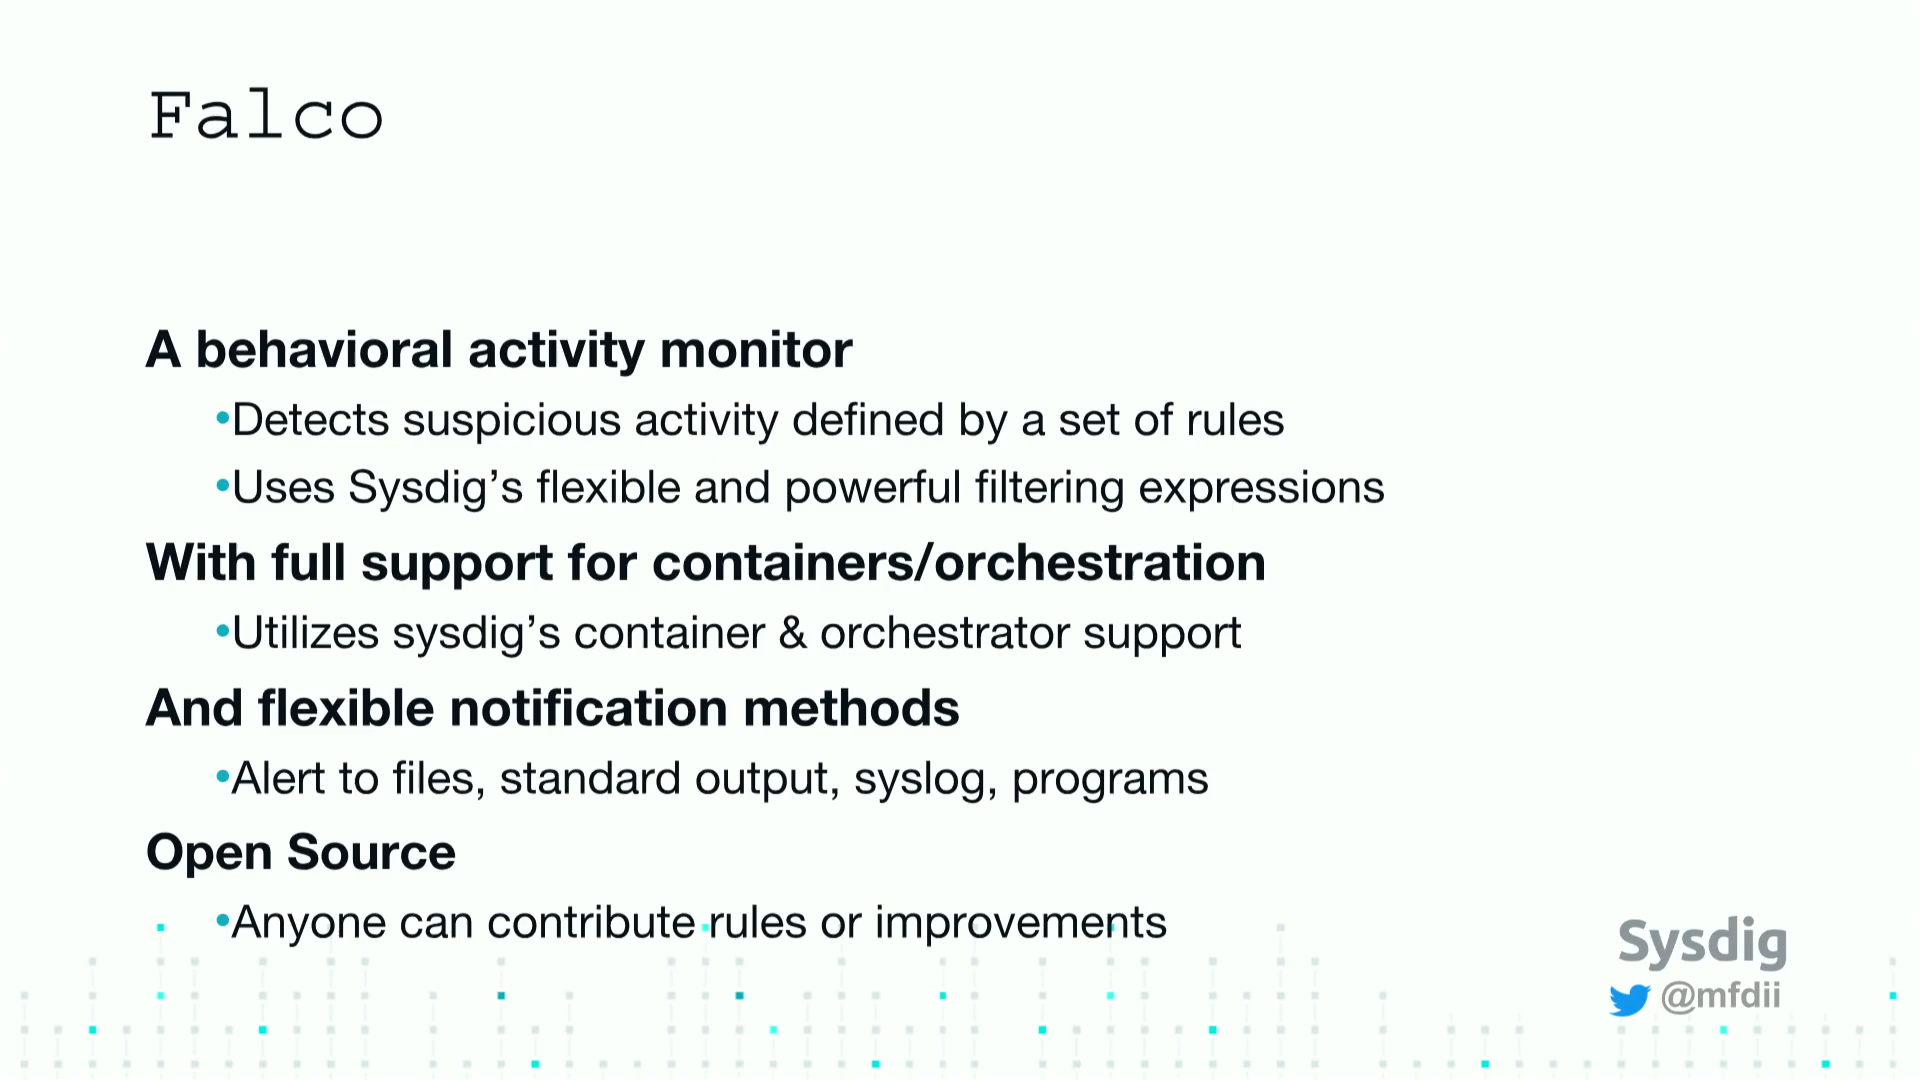 Falco
A behavioral activity monitor
•Detects suspicious activity defined by a set of rules
•Uses Sysdig’s flexible and powerful filtering expressions
With full support for containers/orchestration
•Utilizes sysdig’s container & orchestrator support
And flexible notification methods
•Alert to files, standard output, syslog, programs
Open Source
•Anyone can contribute rules or improvements
Sysdig
@mfdii